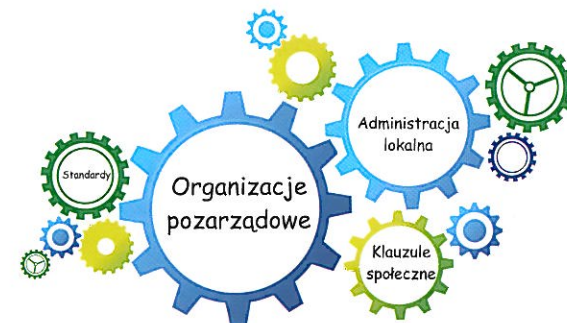 Standardy
Organizacje
pozarządowe
Administracja
lokalna
Klauzule
społeczne